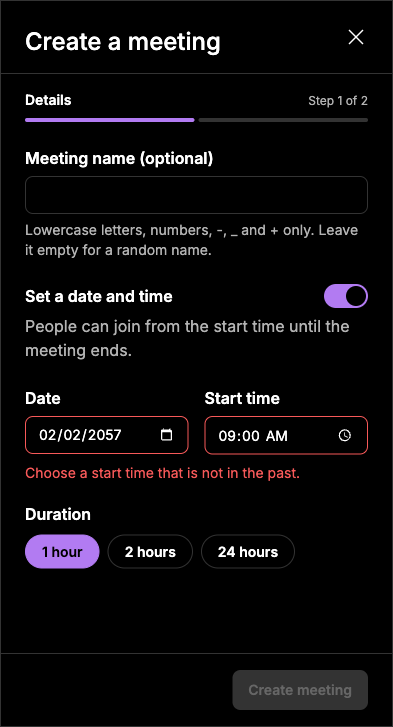 Create a meeting
Details
Step 1 of 2
Meeting name (optional)
Lowercase letters, numbers, -, _ and + only. Leave
it empty for a random name.
Set a date and time
People can join from the start time until the
meeting ends.
Date
Start time
02/02/2057
09:00 AM
Choose a start time that is not in the past.
Duration
1 hour
2 hours
24 hours
Create meeting